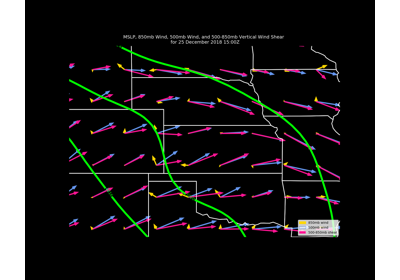 MSLP, 850mb Wind, 500mb Wind, and 500-850mb Vertical Wind Shear
for 25 December 2018 15:00Z
850mb wind
500mb wind
500-850mb shear